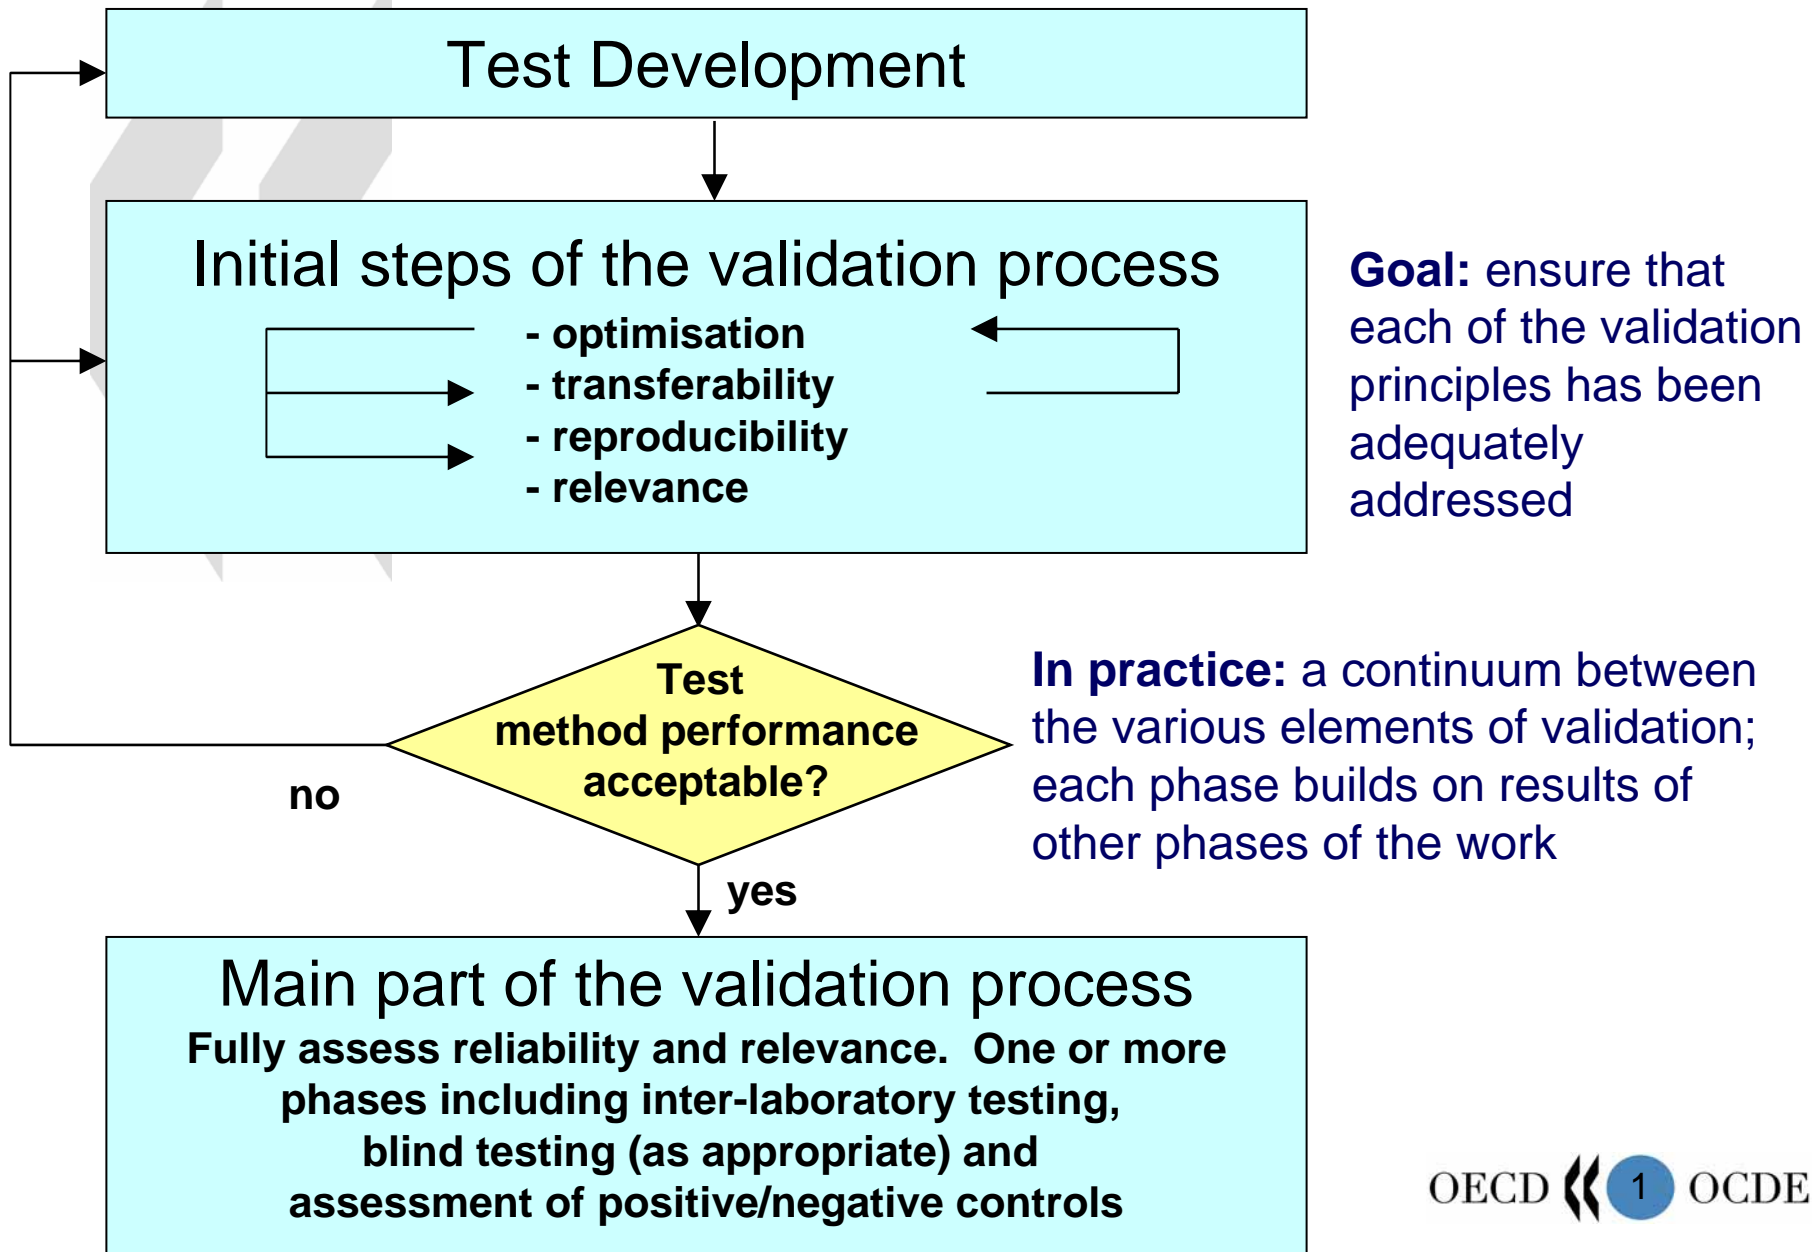 Test Development
Initial steps of the validation process
- optimisation
- transferability
- reproducibility
- relevance
Goal: ensure that
each of the validation
principles has been
adequately
addressed
Test
method performance
acceptable?
no
In practice: a continuum between
the various elements of validation;
each phase builds on results of
other phases of the work
yes
Main part of the validation process
Fully assess reliability and relevance.  One or more
phases including inter-laboratory testing,
blind testing (as appropriate) and
assessment of positive/negative controls
OECD 1 OCDE